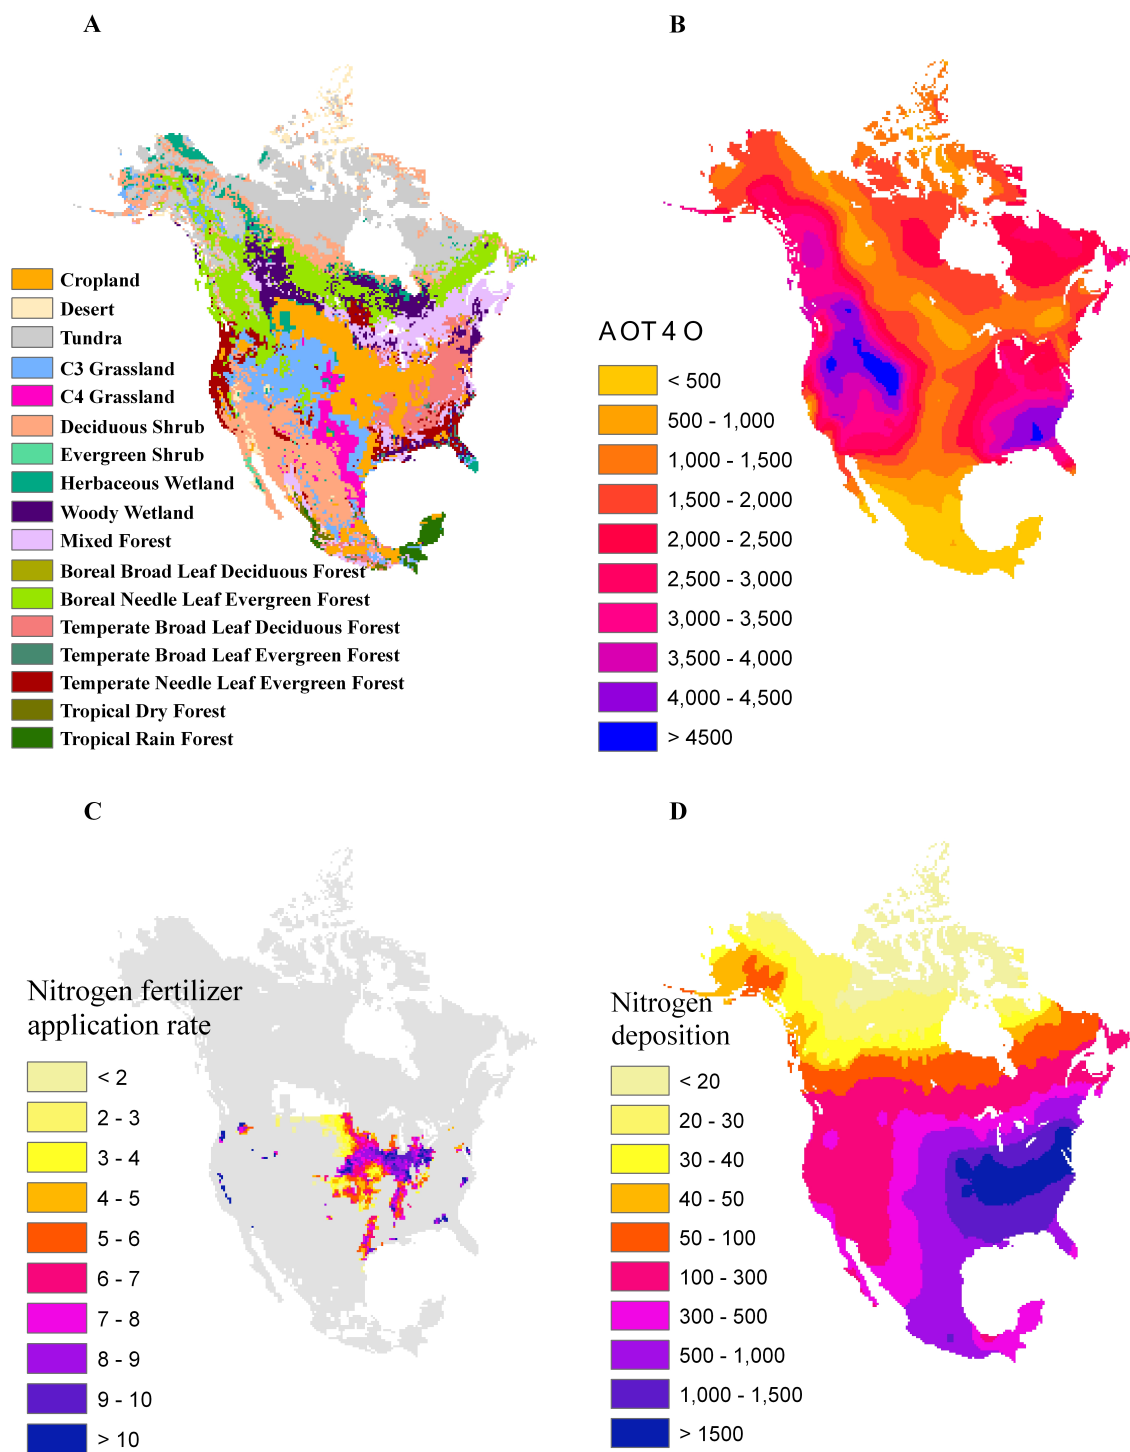 A
B
Cropland
Desert
Tundra
C3 Grassland
C4 Grassland
Deciduous Shrub
Evergreen Shrub
Herbaceous Wetland
Woody Wetland
Mixed Forest
Boreal Broad Leaf Deciduous Forest
Boreal Needle Leaf Evergreen Forest
Temperate Broad Leaf Deciduous Forest
Temperate Broad Leaf Evergreen Forest
Temperate Needle Leaf Evergreen Forest
Tropical Dry Forest
Tropical Rain Forest
AOT4O
< 500
500 - 1,000
1,000 - 1,500
1,500 - 2,000
2,000 - 2,500
2,500 - 3,000
3,000 - 3,500
3,500 - 4,000
4,000 - 4,500
> 4500
C
D
Nitrogen fertilizer
application rate
< 2
2 - 3
3 - 4
4 - 5
5 - 6
6 - 7
7 - 8
8 - 9
9 - 10
> 10
Nitrogen
deposition
< 20
20 - 30
30 - 40
40 - 50
50 - 100
100 - 300
300 - 500
500 - 1,000
1,000 - 1,500
> 1500